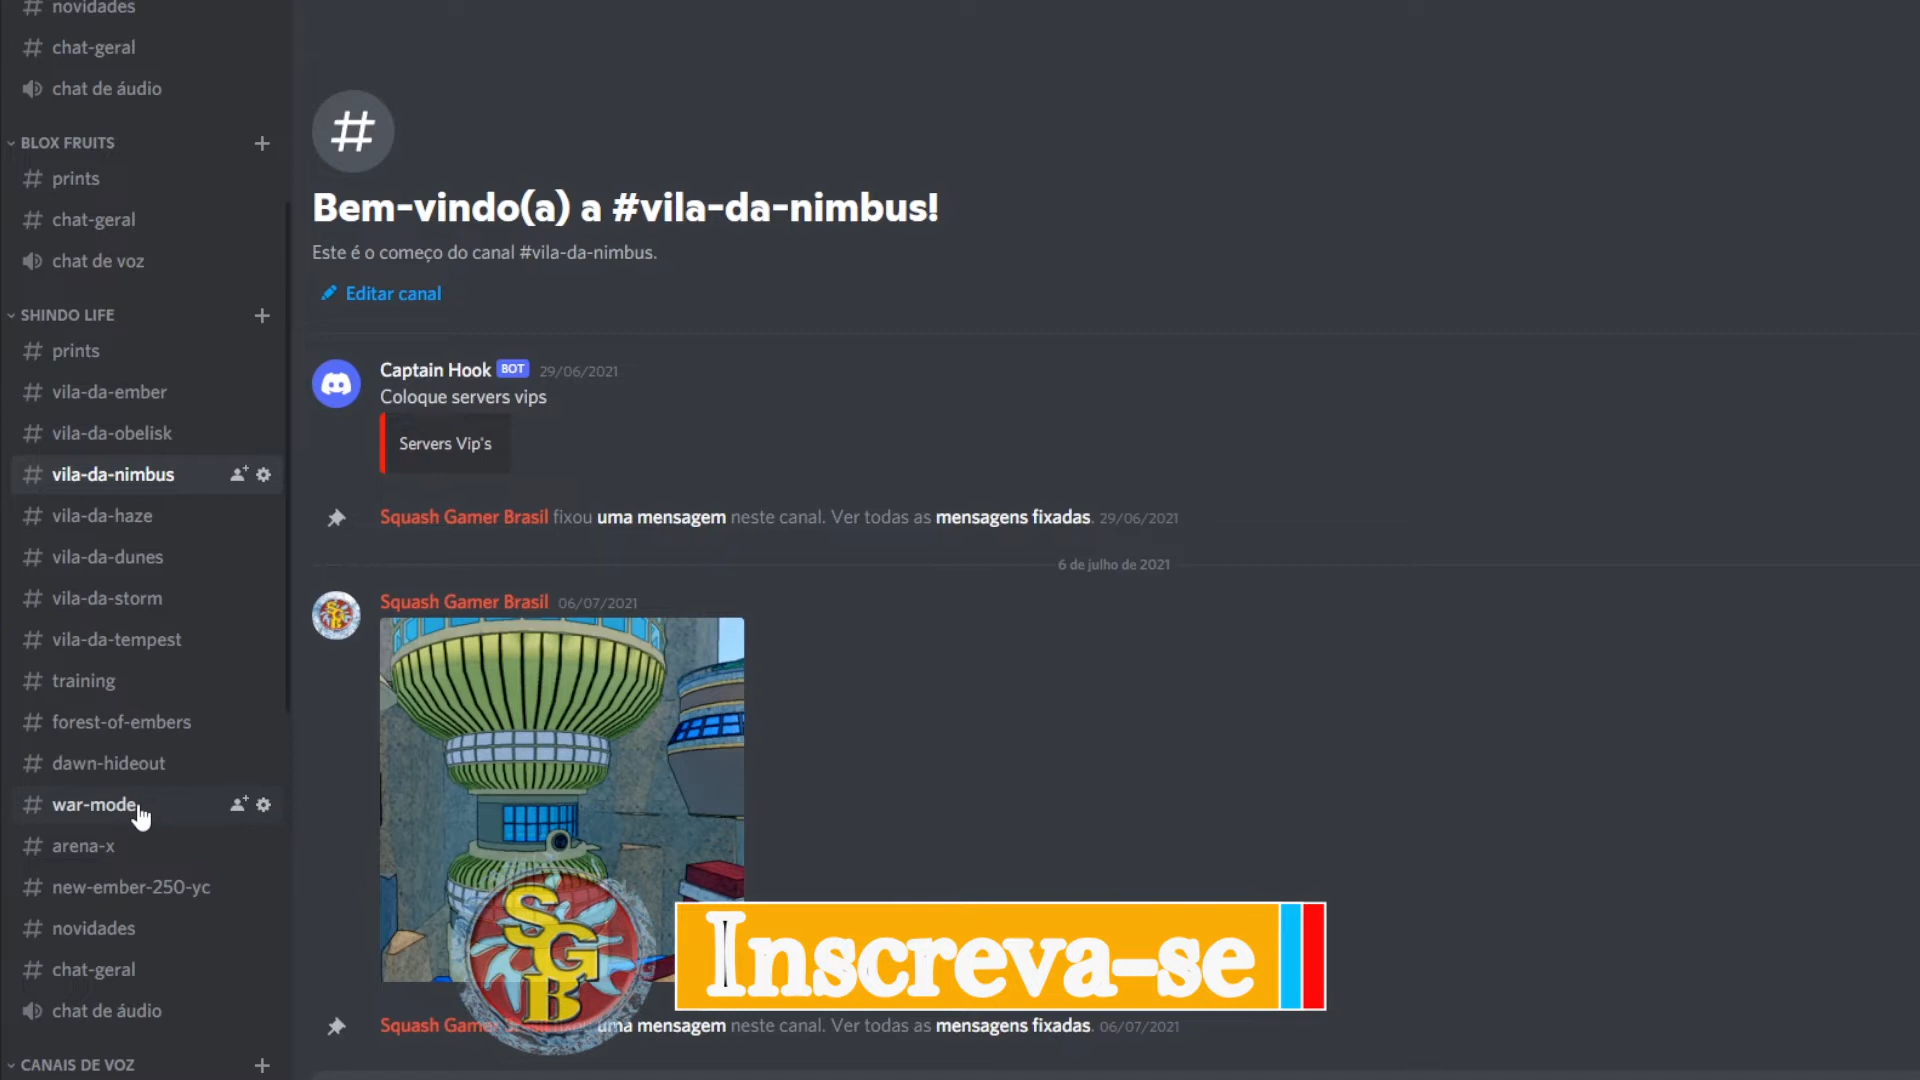 novidades
chat-geral
chat de áudio
BLOX FRUITS
prints
chat-geral
chat de voz
SHINDO LIFE
prints
vila-da-ember
vila-da-obelisk
vila-da-nimbus
vila-da-haze
vila-da-dunes
vila-da-storm
vila-da-tempest
training
forest-of-embers
dawn-hideout
war-mode
arena-x
new-ember-250-yc
novidades
chat-geral
chat de áudio
CANAIS DE VOZ
#
Bem-vindo(a) a #vila-da-nimbus!
Este é o começo do canal #vila-da-nimbus.
Editar canal
Captain Hook BOT 29/06/2021
Coloque servers vips
Servers Vip's
Squash Gamer Brasil fixou uma mensagem neste canal. Ver todas as mensagens fixadas. 29/06/2021
6 de julho de 2021
Squash Gamer Brasil 06/07/2021
SGB
Inscreva-se
Squash Gamer Brasil fixou uma mensagem neste canal. Ver todas as mensagens fixadas. 06/07/2021